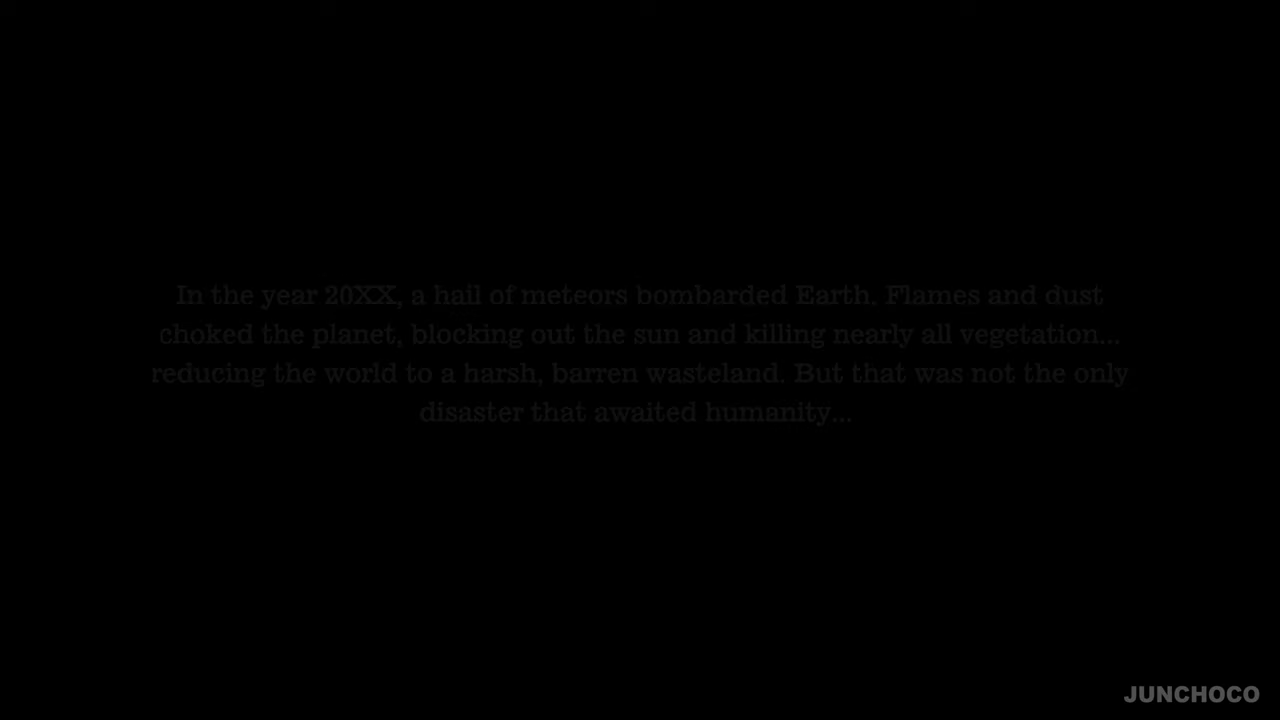 In the year 20XX, a hail of meteors bombarded Earth. Flames and dust
choked the planet, blocking out the sun and killing nearly all vegetation...
reducing the world to a harsh, barren wasteland. But that was not the only
disaster that awaited humanity...
JUNCHOCO